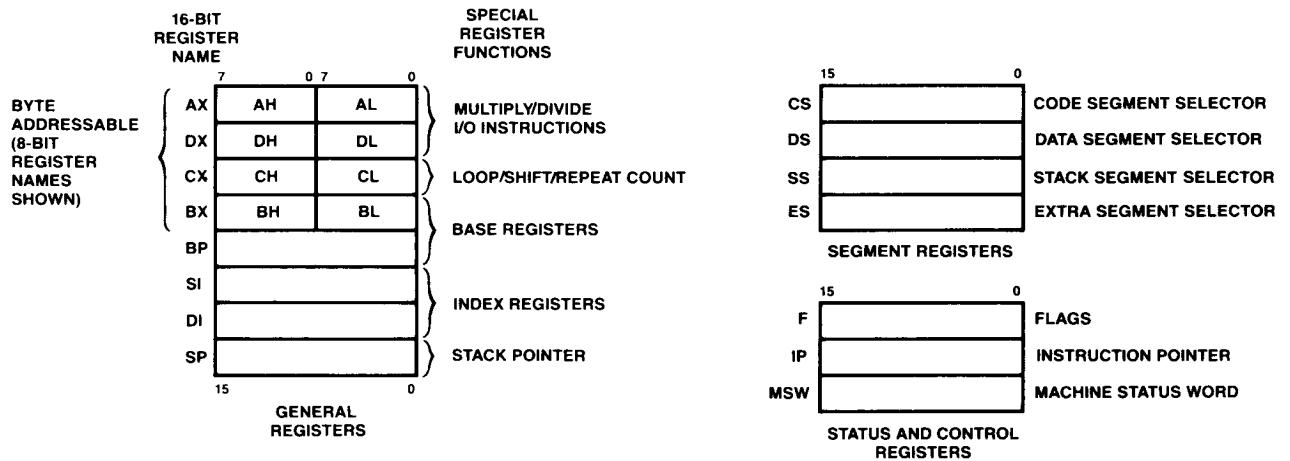 16-BIT
REGISTER
NAME
SPECIAL
REGISTER
FUNCTIONS
7 0 7 0
BYTE
ADDRESSABLE
(8-BIT
REGISTER
NAMES
SHOWN)
AX AH AL
DX DH DL
MULTIPLY/DIVIDE
I/O INSTRUCTIONS
CX CH CL LOOP/SHIFT/REPEAT COUNT
BX BH BL
BP
BASE REGISTERS
SI
DI
INDEX REGISTERS
SP STACK POINTER
15 0
GENERAL
REGISTERS
15 0
CS CODE SEGMENT SELECTOR
DS DATA SEGMENT SELECTOR
SS STACK SEGMENT SELECTOR
ES EXTRA SEGMENT SELECTOR
SEGMENT REGISTERS
15 0
F FLAGS
IP INSTRUCTION POINTER
MSW MACHINE STATUS WORD
STATUS AND CONTROL
REGISTERS